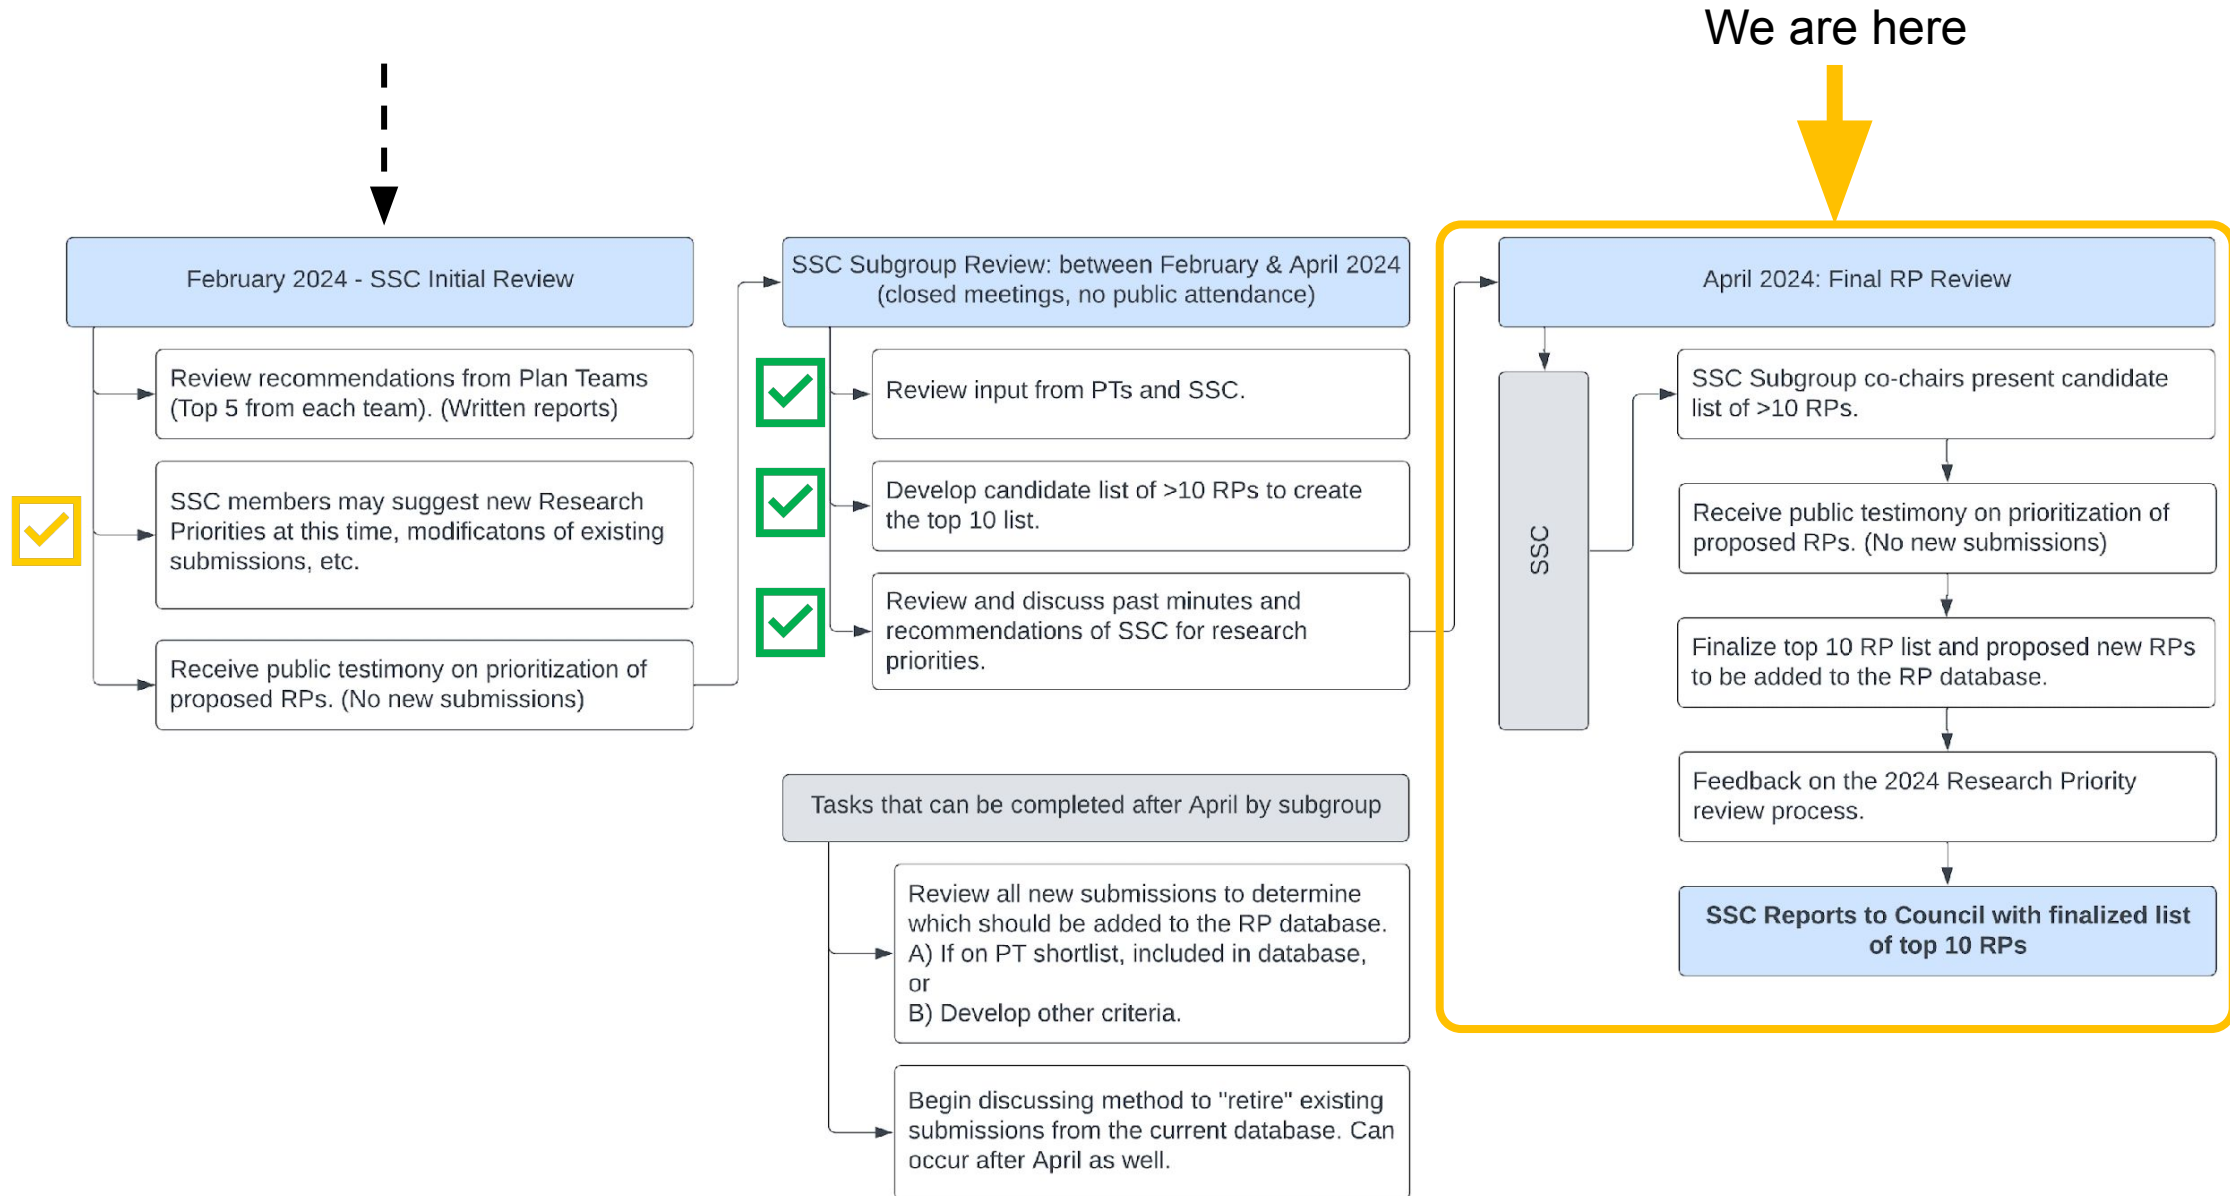 We are here
February 2024 - SSC Initial Review
Review recommendations from Plan Teams
(Top 5 from each team). (Written reports)
SSC members may suggest new Research
Priorities at this time, modificatons of existing
submissions, etc.
Receive public testimony on prioritization of
proposed RPs. (No new submissions)
SSC Subgroup Review: between February & April 2024
(closed meetings, no public attendance)
Review input from PTs and SSC.
Develop candidate list of >10 RPs to create
the top 10 list.
Review and discuss past minutes and
recommendations of SSC for research
priorities.
Tasks that can be completed after April by subgroup
Review all new submissions to determine
which should be added to the RP database.
A) If on PT shortlist, included in database,
or
B) Develop other criteria.
Begin discussing method to "retire" existing
submissions from the current database. Can
occur after April as well.
April 2024: Final RP Review
SSC
SSC Subgroup co-chairs present candidate
list of >10 RPs.
Receive public testimony on prioritization of
proposed RPs. (No new submissions)
Finalize top 10 RP list and proposed new RPs
to be added to the RP database.
Feedback on the 2024 Research Priority
review process.
SSC Reports to Council with finalized list
of top 10 RPs